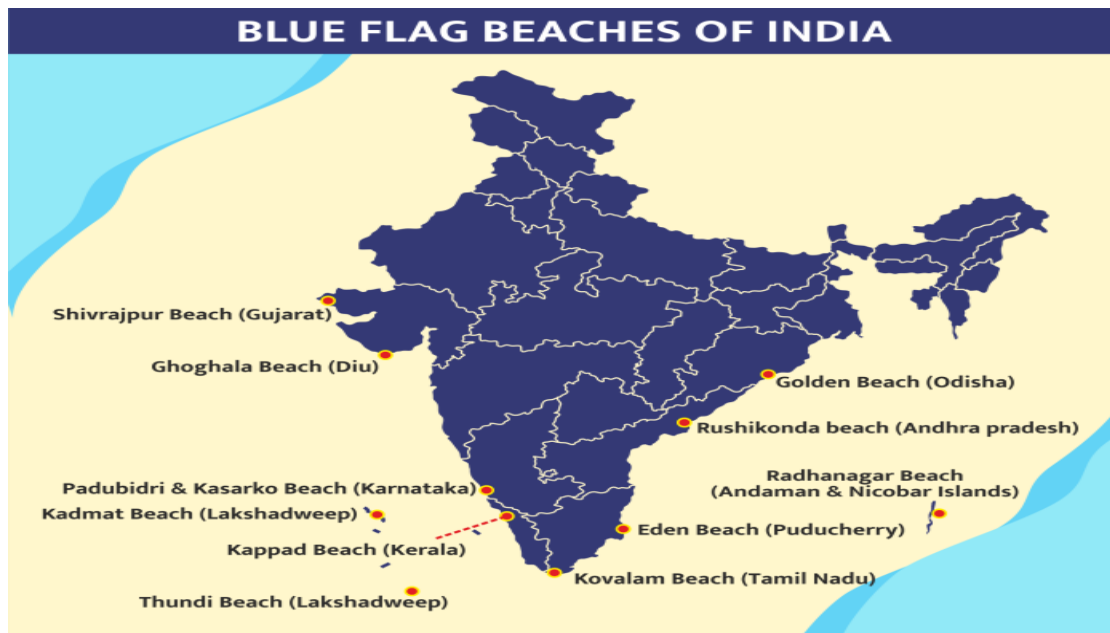 BLUE FLAG BEACHES OF INDIA
Shivrajpur Beach (Gujarat)
Ghoghala Beach (Diu)
Golden Beach (Odisha)
Rushikonda beach (Andhra pradesh)
Radhanagar Beach
(Andaman & Nicobar Islands)
Padubidri & Kasarko Beach (Karnataka)
Kadmat Beach (Lakshadweep)
Eden Beach (Puducherry)
Kappad Beach (Kerala)
Kovalam Beach (Tamil Nadu)
Thundi Beach (Lakshadweep)